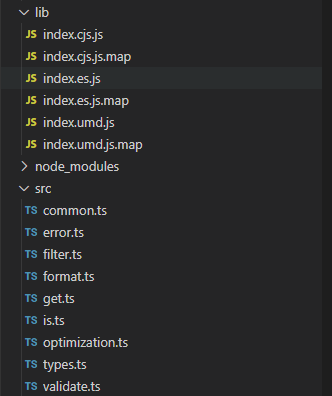 lib
JS index.cjs.js
JS index.cjs.js.map
JS index.es.js
JS index.es.js.map
JS index.umd.js
JS index.umd.js.map
node_modules
src
TS common.ts
TS error.ts
TS filter.ts
TS format.ts
TS get.ts
TS is.ts
TS optimization.ts
TS types.ts
TS validate.ts